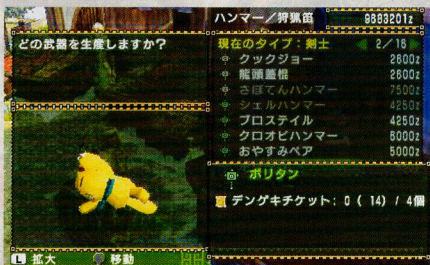 ハンマー／狩猟笛
9883201z
どの武器を生産しますか？
現在のタイプ：剣士 2／16
クックジョー 2600z
龍頭蓋棍 2600z
さぼてんハンマー 7500z
シェルハンマー 4250z
ブロステイル 4250z
クロオビハンマー 6000z
おやすみベア 5000z
ボリタン
デンゲキチケット：0（ 14）／4個
L 拡大
移動